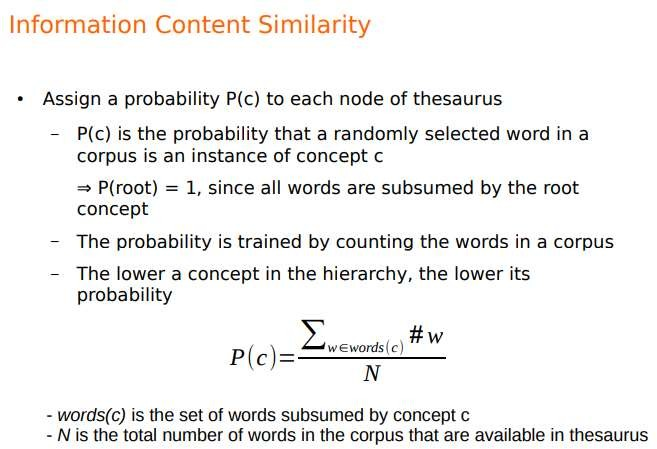 Information Content Similarity
• Assign a probability P(c) to each node of thesaurus
– P(c) is the probability that a randomly selected word in a
corpus is an instance of concept c
⇒ P(root) = 1, since all words are subsumed by the root
concept
– The probability is trained by counting the words in a corpus
– The lower a concept in the hierarchy, the lower its
probability
P(c)=∑w∈words(c) #w
N
- words(c) is the set of words subsumed by concept c
- N is the total number of words in the corpus that are available in thesaurus